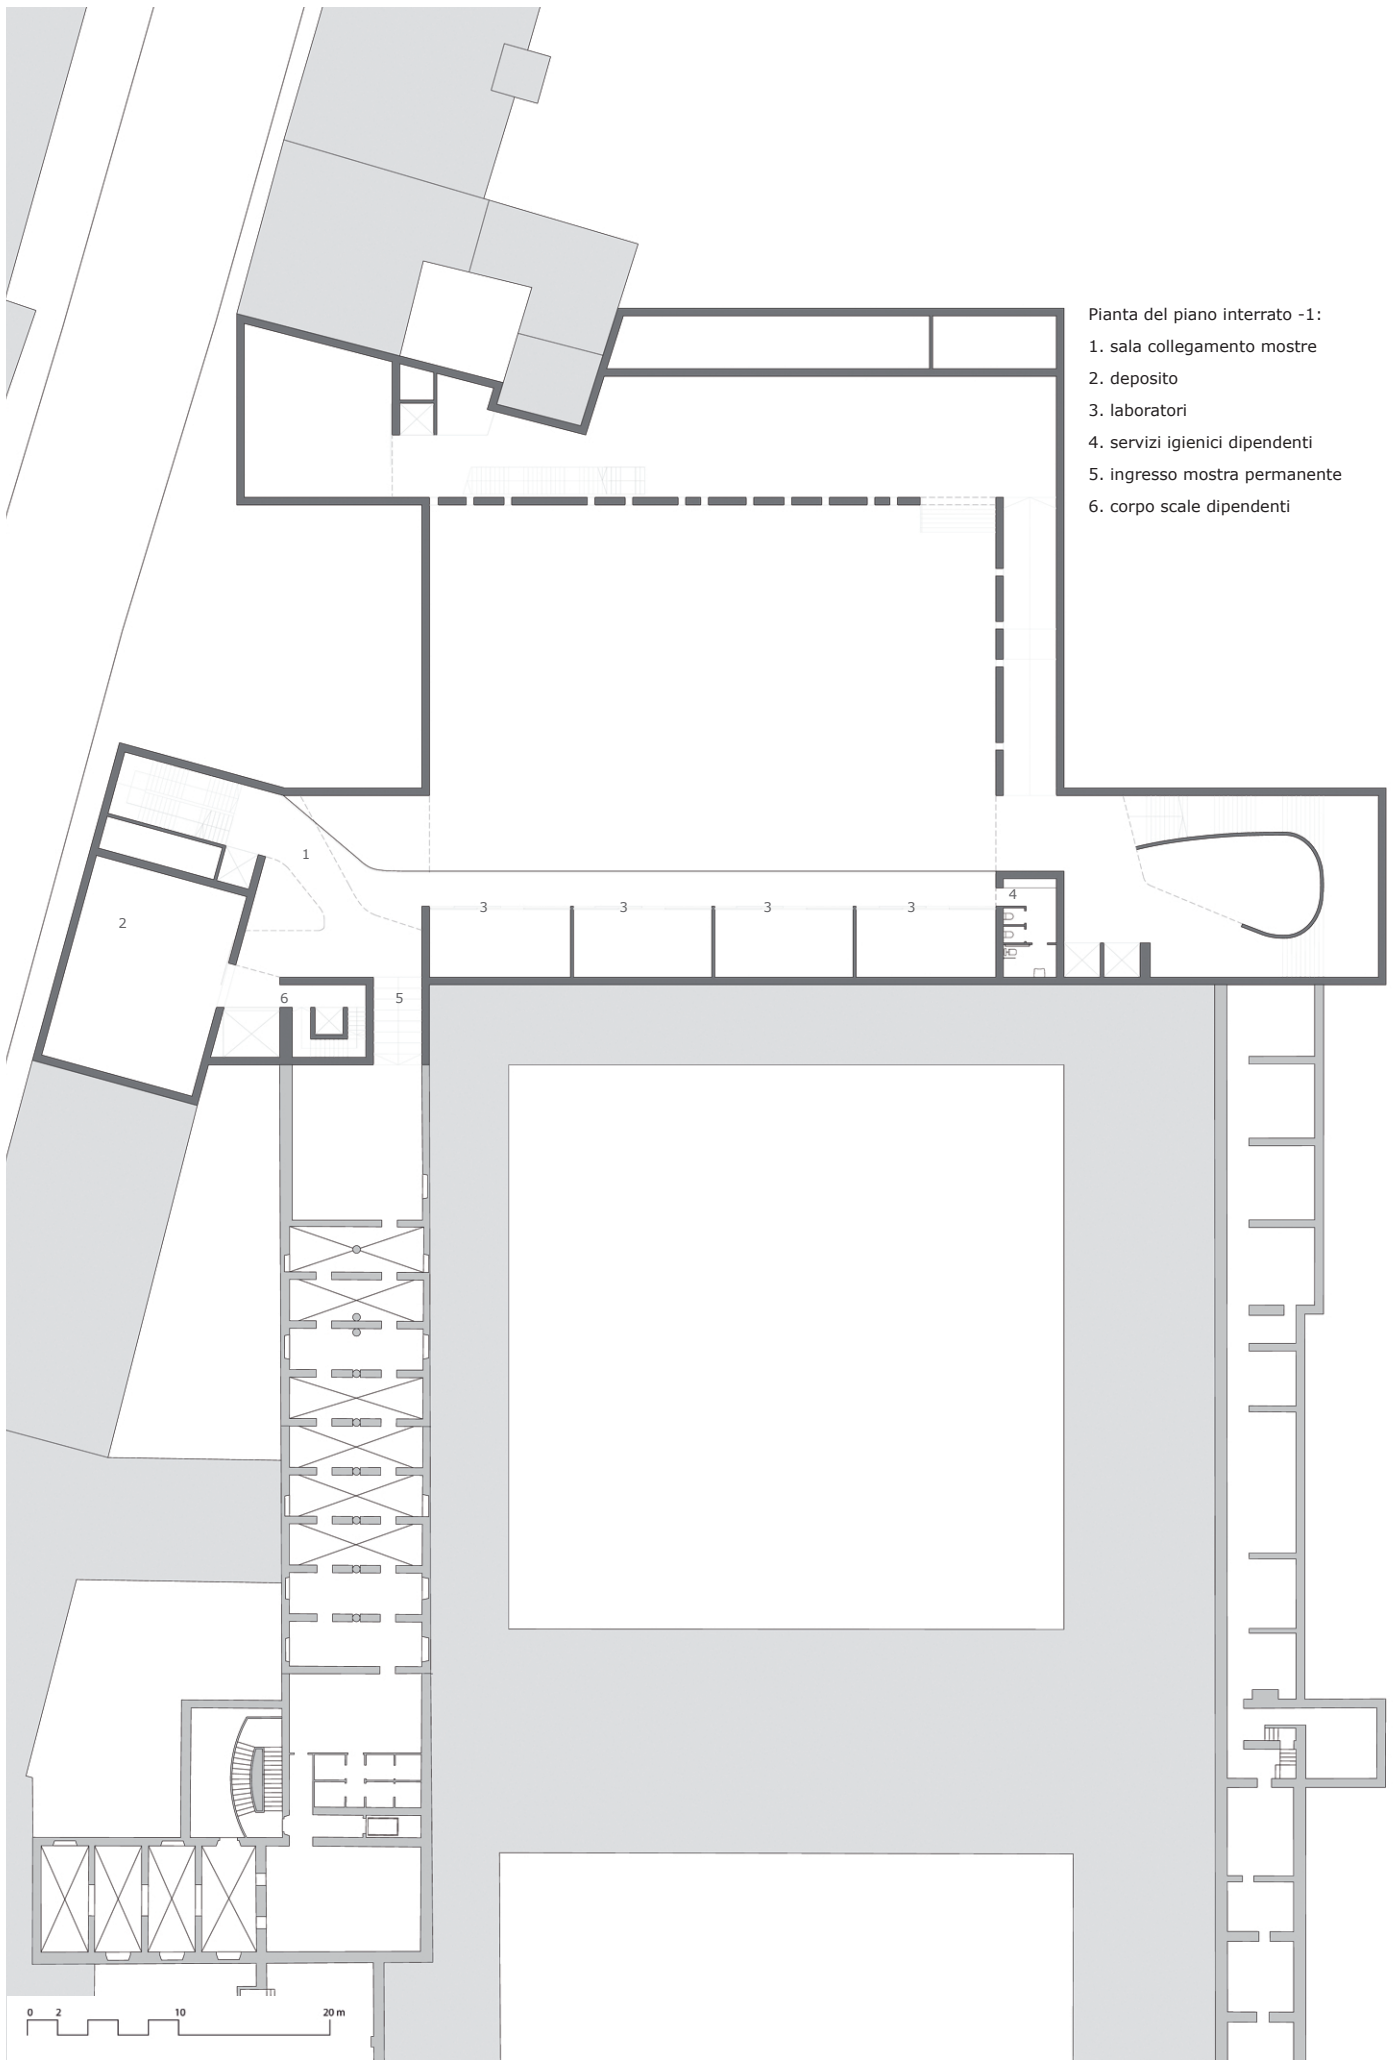 Pianta del piano interrato -1:
1. sala collegamento mostre
2. deposito
3. laboratori
4. servizi igienici dipendenti
5. ingresso mostra permanente
6. corpo scale dipendenti
1
2
3 3 3 3
4
6
5
0 2 10 20 m